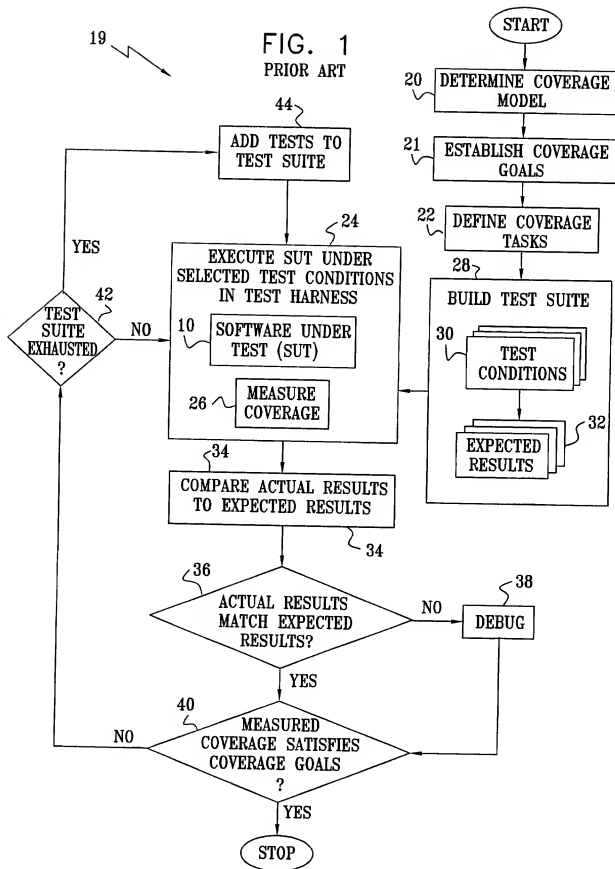 19
FIG. 1
PRIOR ART
START
20
DETERMINE COVERAGE
MODEL
21
ESTABLISH COVERAGE
GOALS
22
DEFINE COVERAGE
TASKS
28
BUILD TEST SUITE
30
TEST
CONDITIONS
32
EXPECTED
RESULTS
44
ADD TESTS TO
TEST SUITE
24
EXECUTE SUT UNDER
SELECTED TEST CONDITIONS
IN TEST HARNESS
10
SOFTWARE UNDER
TEST (SUT)
26
MEASURE
COVERAGE
YES
42
TEST
SUITE
EXHAUSTED
?
NO
34
COMPARE ACTUAL RESULTS
TO EXPECTED RESULTS
34
36
ACTUAL RESULTS
MATCH EXPECTED
RESULTS?
NO
38
DEBUG
YES
40
MEASURED
COVERAGE SATISFIES
COVERAGE GOALS
?
NO
YES
STOP